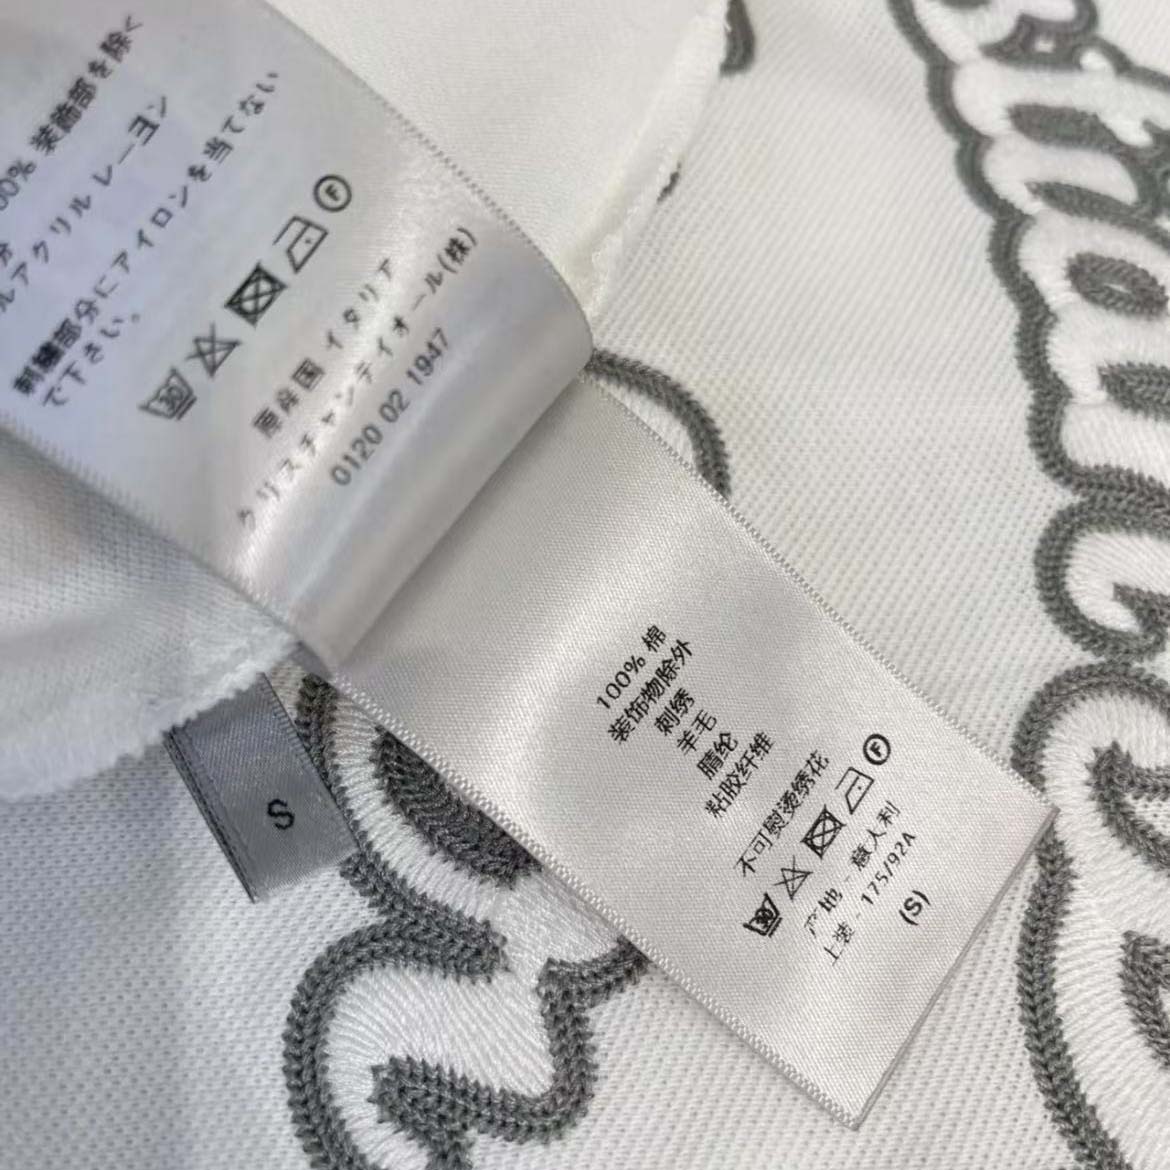 00% 装飾部を除く
分
ルアクリル レーヨン
刺繍部分にアイロンを当てない
で下さい。
30
F
原産国 イタリア
クリスチャンディオール(株)
0120 02 1947
S
100% 棉
装饰物除外
刺绣
羊毛
腈纶
粘胶纤维
不可熨烫绣花
30
F
产地 - 意大利
上装 - 175/92A
(S)